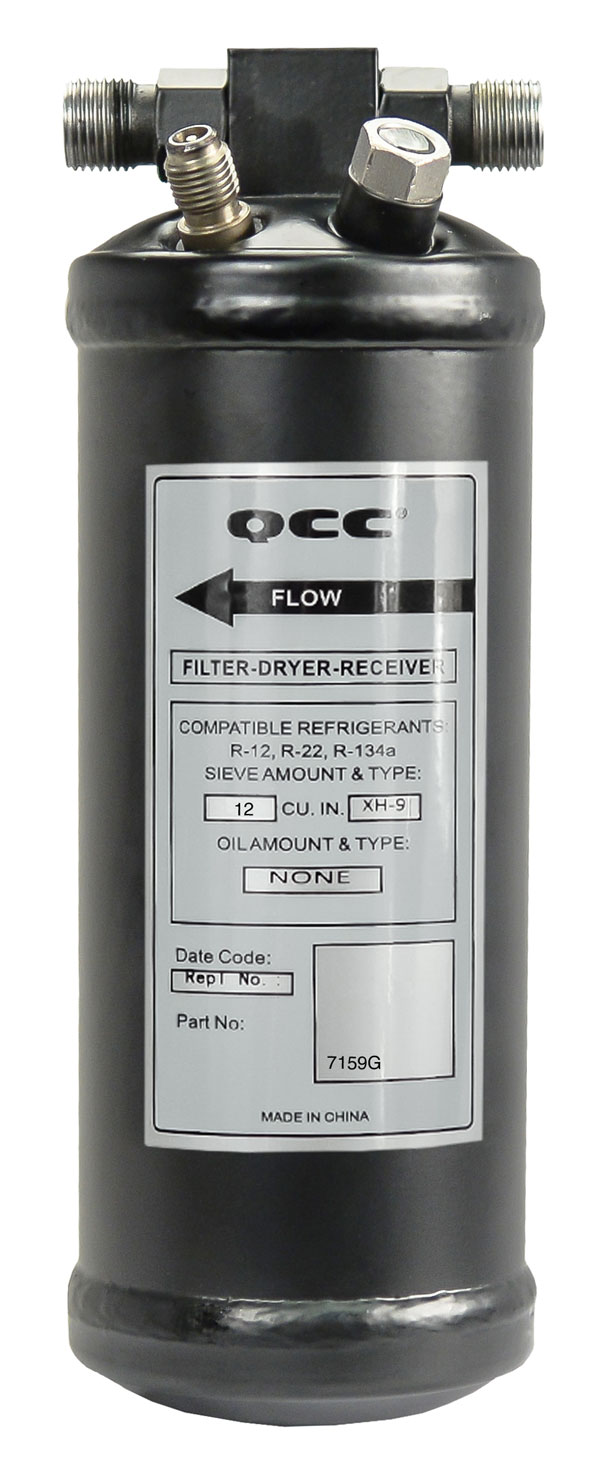 QCC®
FLOW
FILTER-DRYER-RECEIVER
COMPATIBLE REFRIGERANTS:
R-12, R-22, R-134a
SIEVE AMOUNT & TYPE:
12 CU. IN. XH-9
OIL AMOUNT & TYPE:
NONE
Date Code:
Repl No. :
Part No:
7159G
MADE IN CHINA